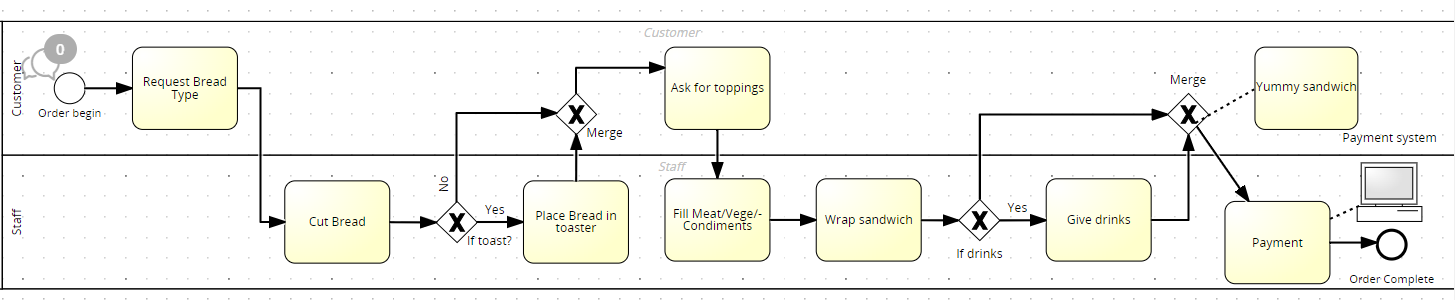 Customer
Customer
0
Order begin
Request Bread
Type
Ask for toppings
Merge
Merge
Yummy sandwich
Payment system
Staff
Staff
Cut Bread
No
Yes
If toast?
Place Bread in
toaster
Fill Meat/Vege/-
Condiments
Wrap sandwich
If drinks
Yes
Give drinks
Payment
Order Complete